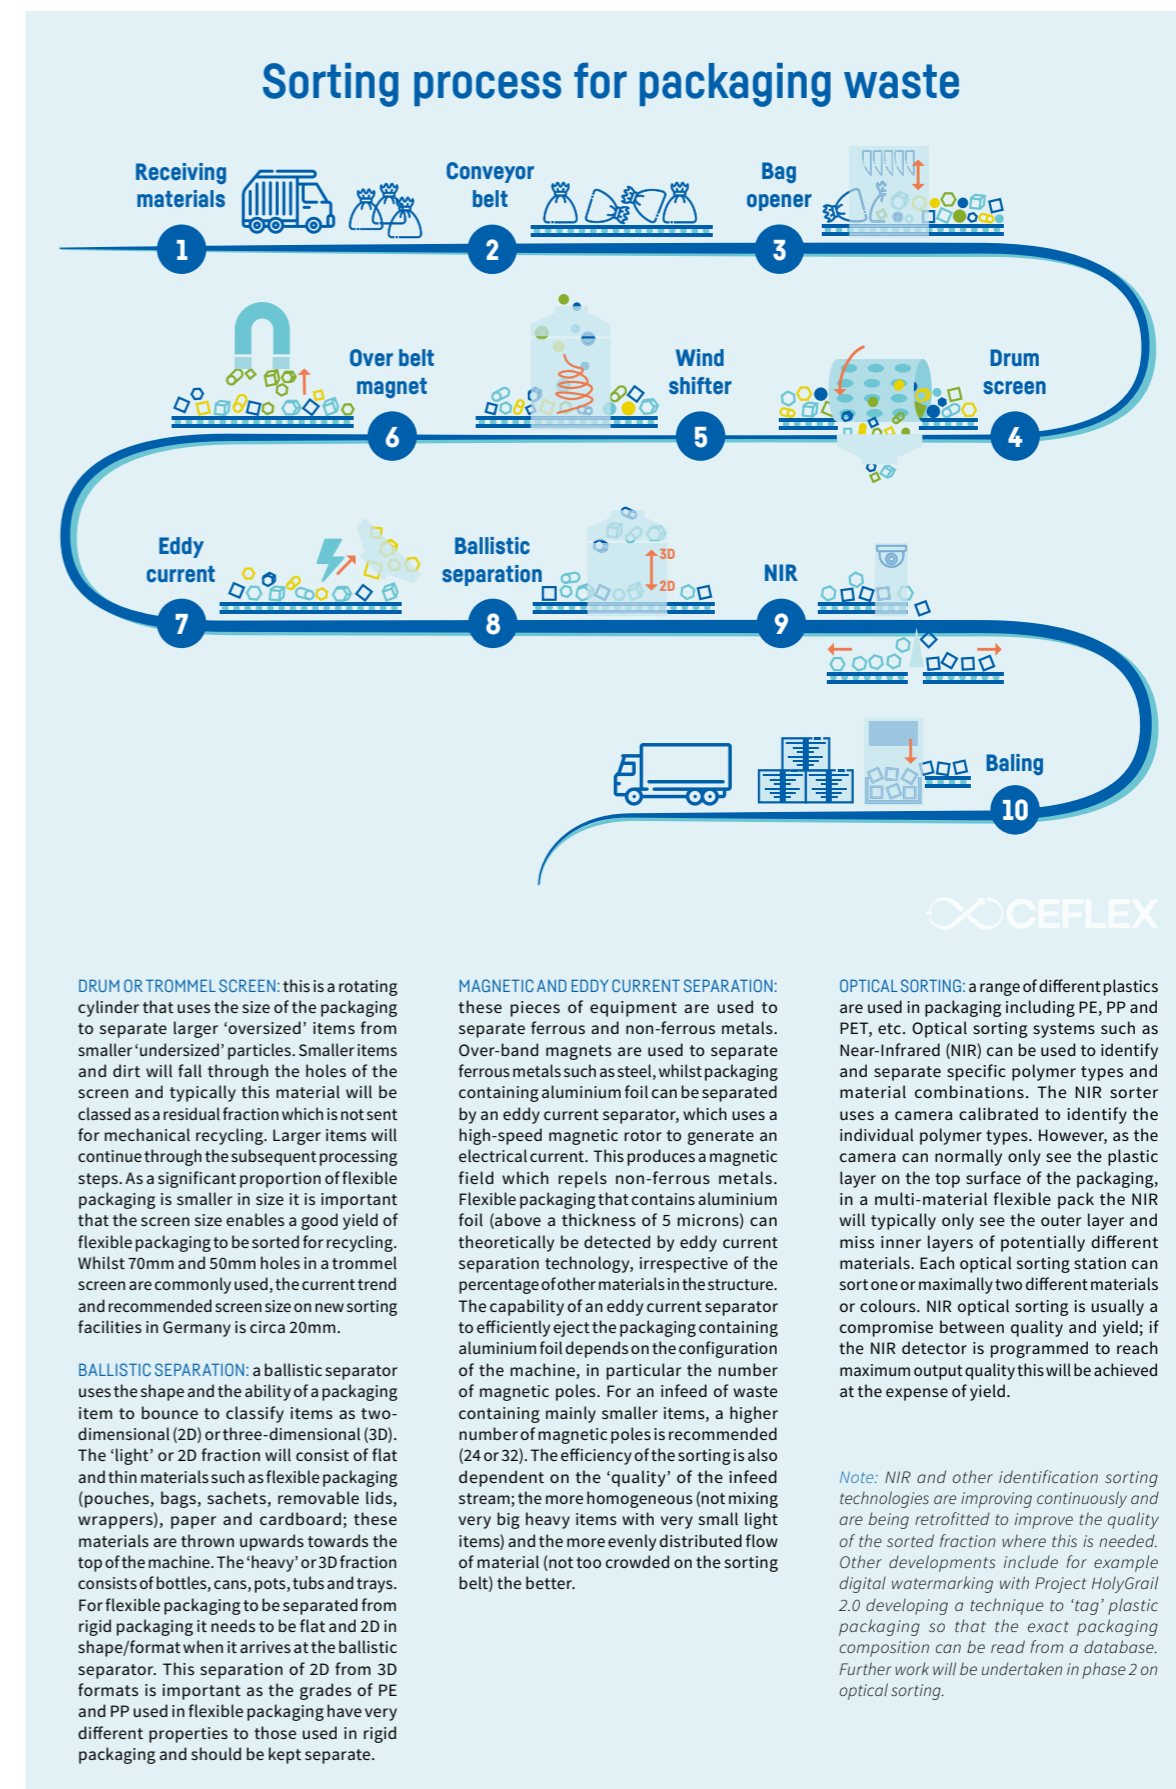 Sorting process for packaging waste
Receiving
materials
1
Conveyor
belt
2
Bag
opener
3
Drum
screen
4
Wind
shifter
5
Over belt
magnet
6
Eddy
current
7
Ballistic
separation
3D
2D
8
NIR
9
Baling
10
CEFLEX
DRUM OR TROMMEL SCREEN: this is a rotating
cylinder that uses the size of the packaging
to separate larger ‘oversized’ items from
smaller ‘undersized’ particles. Smaller items
and dirt will fall through the holes of the
screen and typically this material will be
classed as a residual fraction which is not sent
for mechanical recycling. Larger items will
continue through the subsequent processing
steps. As a significant proportion of flexible
packaging is smaller in size it is important
that the screen size enables a good yield of
flexible packaging to be sorted for recycling.
Whilst 70mm and 50mm holes in a trommel
screen are commonly used, the current trend
and recommended screen size on new sorting
facilities in Germany is circa 20mm.
BALLISTIC SEPARATION: a ballistic separator
uses the shape and the ability of a packaging
item to bounce to classify items as two-
dimensional (2D) or three-dimensional (3D).
The ‘light’ or 2D fraction will consist of flat
and thin materials such as flexible packaging
(pouches, bags, sachets, removable lids,
wrappers), paper and cardboard; these
materials are thrown upwards towards the
top of the machine. The ‘heavy’ or 3D fraction
consists of bottles, cans, pots, tubs and trays.
For flexible packaging to be separated from
rigid packaging it needs to be flat and 2D in
shape/format when it arrives at the ballistic
separator. This separation of 2D from 3D
formats is important as the grades of PE
and PP used in flexible packaging have very
different properties to those used in rigid
packaging and should be kept separate.
MAGNETIC AND EDDY CURRENT SEPARATION:
these pieces of equipment are used to
separate ferrous and non-ferrous metals.
Over-band magnets are used to separate
ferrous metals such as steel, whilst packaging
containing aluminium foil can be separated
by an eddy current separator, which uses a
high-speed magnetic rotor to generate an
electrical current. This produces a magnetic
field which repels non-ferrous metals.
Flexible packaging that contains aluminium
foil (above a thickness of 5 microns) can
theoretically be detected by eddy current
separation technology, irrespective of the
percentage of other materials in the structure.
The capability of an eddy current separator
to efficiently eject the packaging containing
aluminium foil depends on the configuration
of the machine, in particular the number
of magnetic poles. For an infeed of waste
containing mainly smaller items, a higher
number of magnetic poles is recommended
(24 or 32). The efficiency of the sorting is also
dependent on the ‘quality’ of the infeed
stream; the more homogeneous (not mixing
very big heavy items with very small light
items) and the more evenly distributed flow
of material (not too crowded on the sorting
belt) the better.
OPTICAL SORTING: a range of different plastics
are used in packaging including PE, PP and
PET, etc. Optical sorting systems such as
Near-Infrared (NIR) can be used to identify
and separate specific polymer types and
material combinations. The NIR sorter
uses a camera calibrated to identify the
individual polymer types. However, as the
camera can normally only see the plastic
layer on the top surface of the packaging,
in a multi-material flexible pack the NIR
will typically only see the outer layer and
miss inner layers of potentially different
materials. Each optical sorting station can
sort one or maximally two different materials
or colours. NIR optical sorting is usually a
compromise between quality and yield; if
the NIR detector is programmed to reach
maximum output quality this will be achieved
at the expense of yield.
Note: NIR and other identification sorting
technologies are improving continuously and
are being retrofitted to improve the quality
of the sorted fraction where this is needed.
Other developments include for example
digital watermarking with Project HolyGrail
2.0 developing a technique to ‘tag’ plastic
packaging so that the exact packaging
composition can be read from a database.
Further work will be undertaken in phase 2 on
optical sorting.